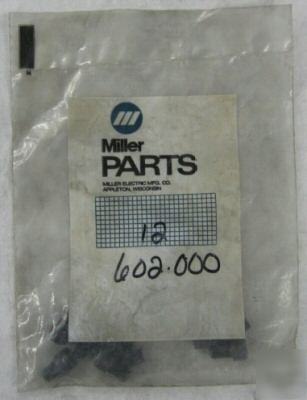 Miller
PARTS
MILLER ELECTRIC MFG. CO.
APPLETON, WISCONSIN
12
602.000